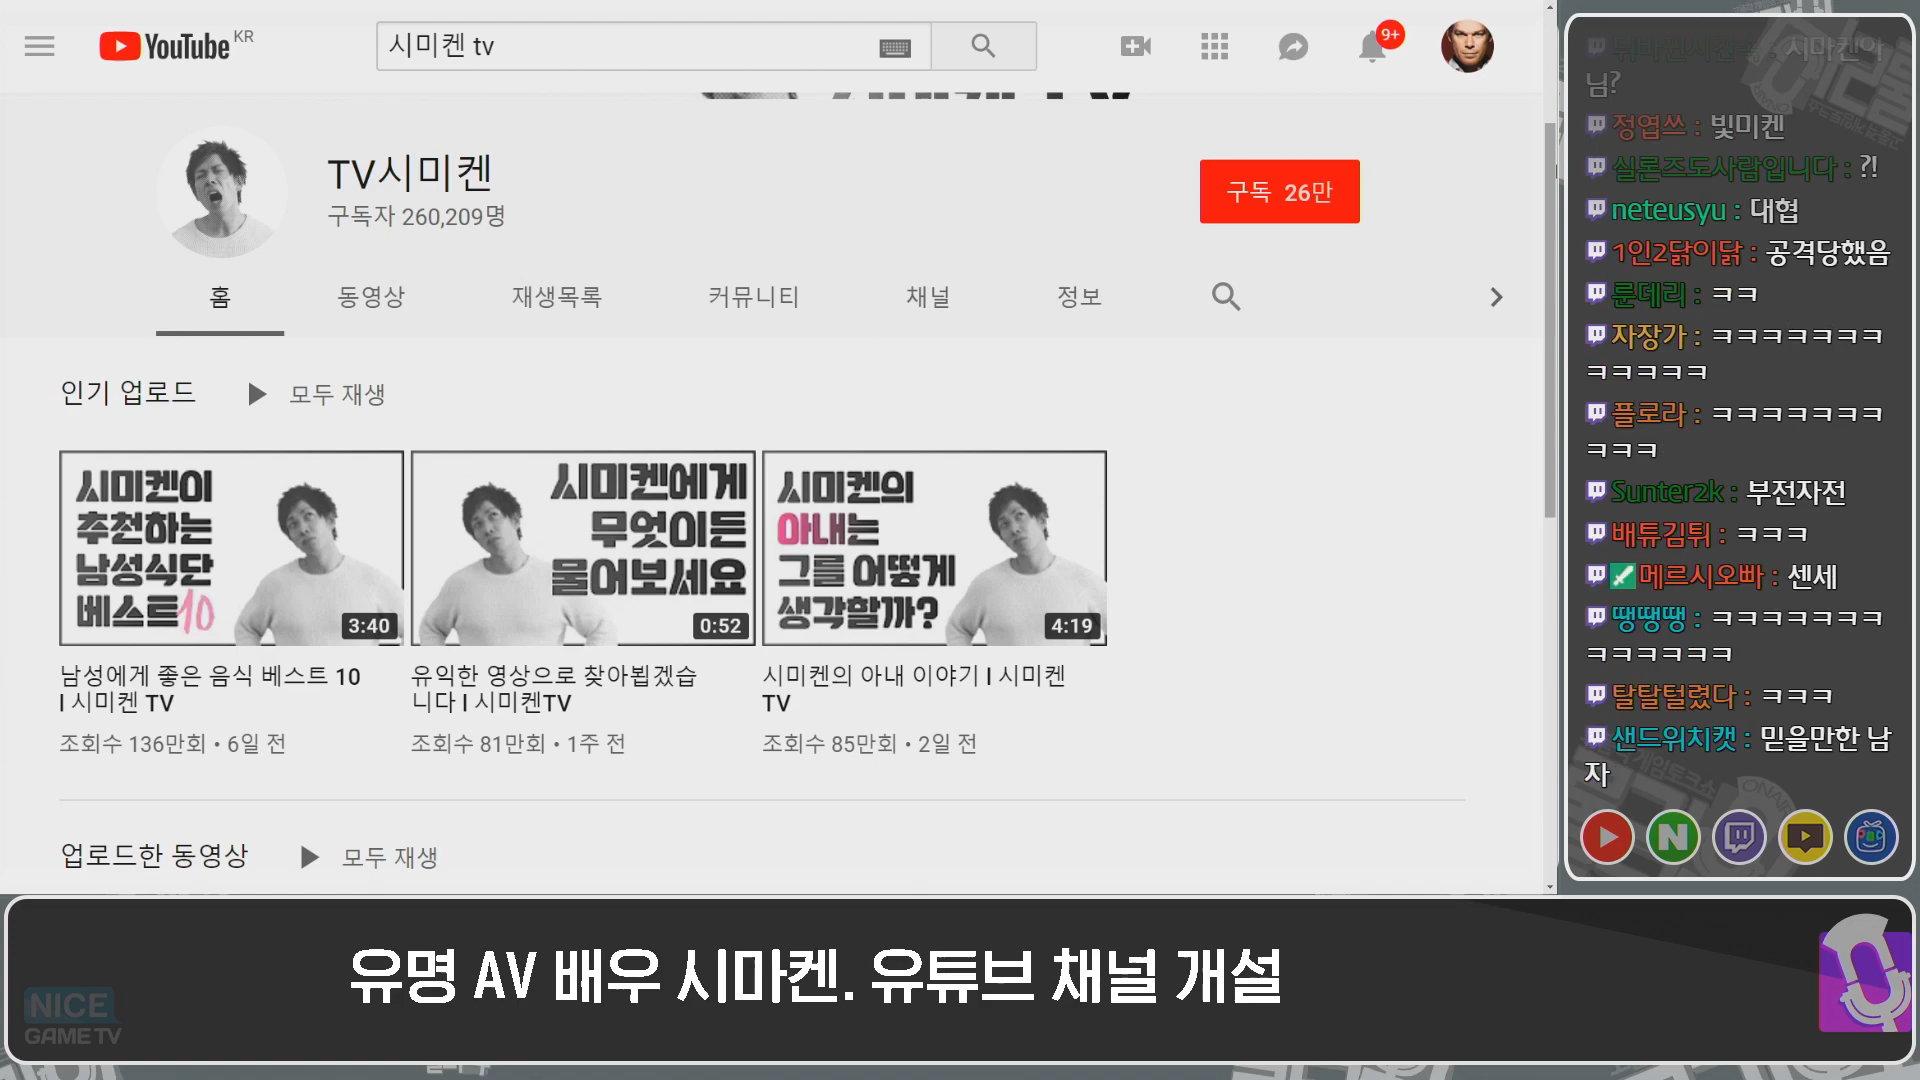 YouTube KR
시미켄 tv
9+
TV시미켄
구독자 260,209명
구독 26만
홈
동영상
재생목록
커뮤니티
채널
정보
인기 업로드
모두 재생
시미켄이
추천하는
남성식단
베스트10
3:40
시미켄에게
무엇이든
물어보세요
0:52
시미켄의
아내는
그를 어떻게
생각할까?
4:19
남성에게 좋은 음식 베스트 10
I 시미켄 TV
조회수 136만회 • 6일 전
유익한 영상으로 찾아뵙겠습
니다 I 시미켄TV
조회수 81만회 • 1주 전
시미켄의 아내 이야기 I 시미켄
TV
조회수 85만회 • 2일 전
업로드한 동영상
모두 재생
시마켄아
님?
정엽쓰 : 빛미켄
실론즈도사람입니다 : ?!
neteusyu : 대협
1인2닭이닭 : 공격당했음
룬데리 : ㅋㅋ
자장가 : ㅋㅋㅋㅋㅋㅋㅋ
ㅋㅋㅋㅋㅋ
플로라 : ㅋㅋㅋㅋㅋㅋㅋ
ㅋㅋㅋ
Sunter2k : 부전자전
배튜김튀 : ㅋㅋㅋ
메르시오빠 : 센세
땡땡땡 : ㅋㅋㅋㅋㅋㅋㅋ
ㅋㅋㅋㅋㅋㅋ
탈탈털렸다 : ㅋㅋㅋ
샌드위치캣 : 믿을만한 남
자
유명 AV 배우 시마켄. 유튜브 채널 개설
NICE
GAME TV